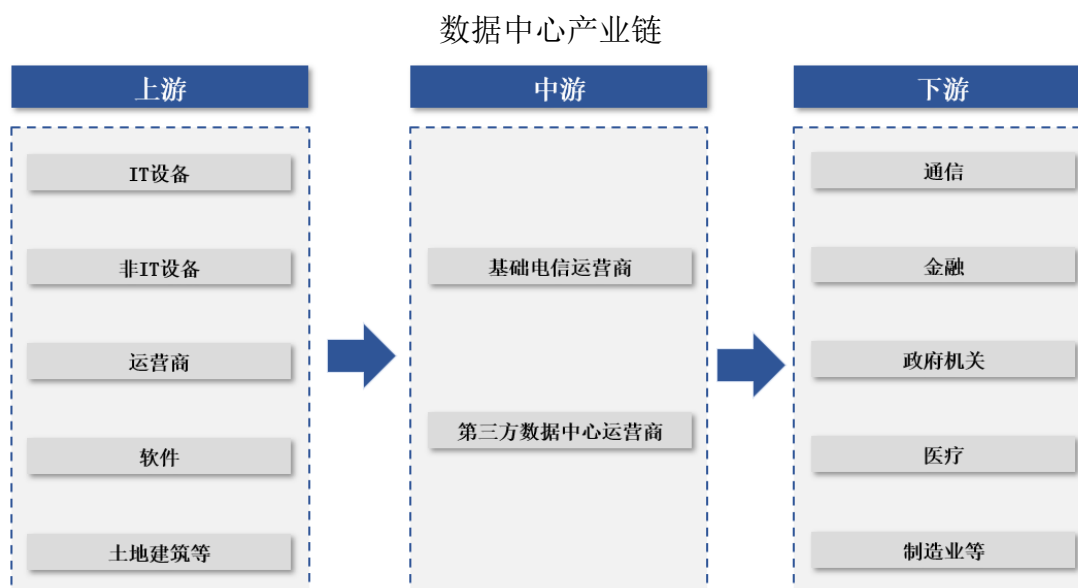 数据中心产业链
上游
IT设备
非IT设备
运营商
软件
土地建筑等
中游
基础电信运营商
第三方数据中心运营商
下游
通信
金融
政府机关
医疗
制造业等